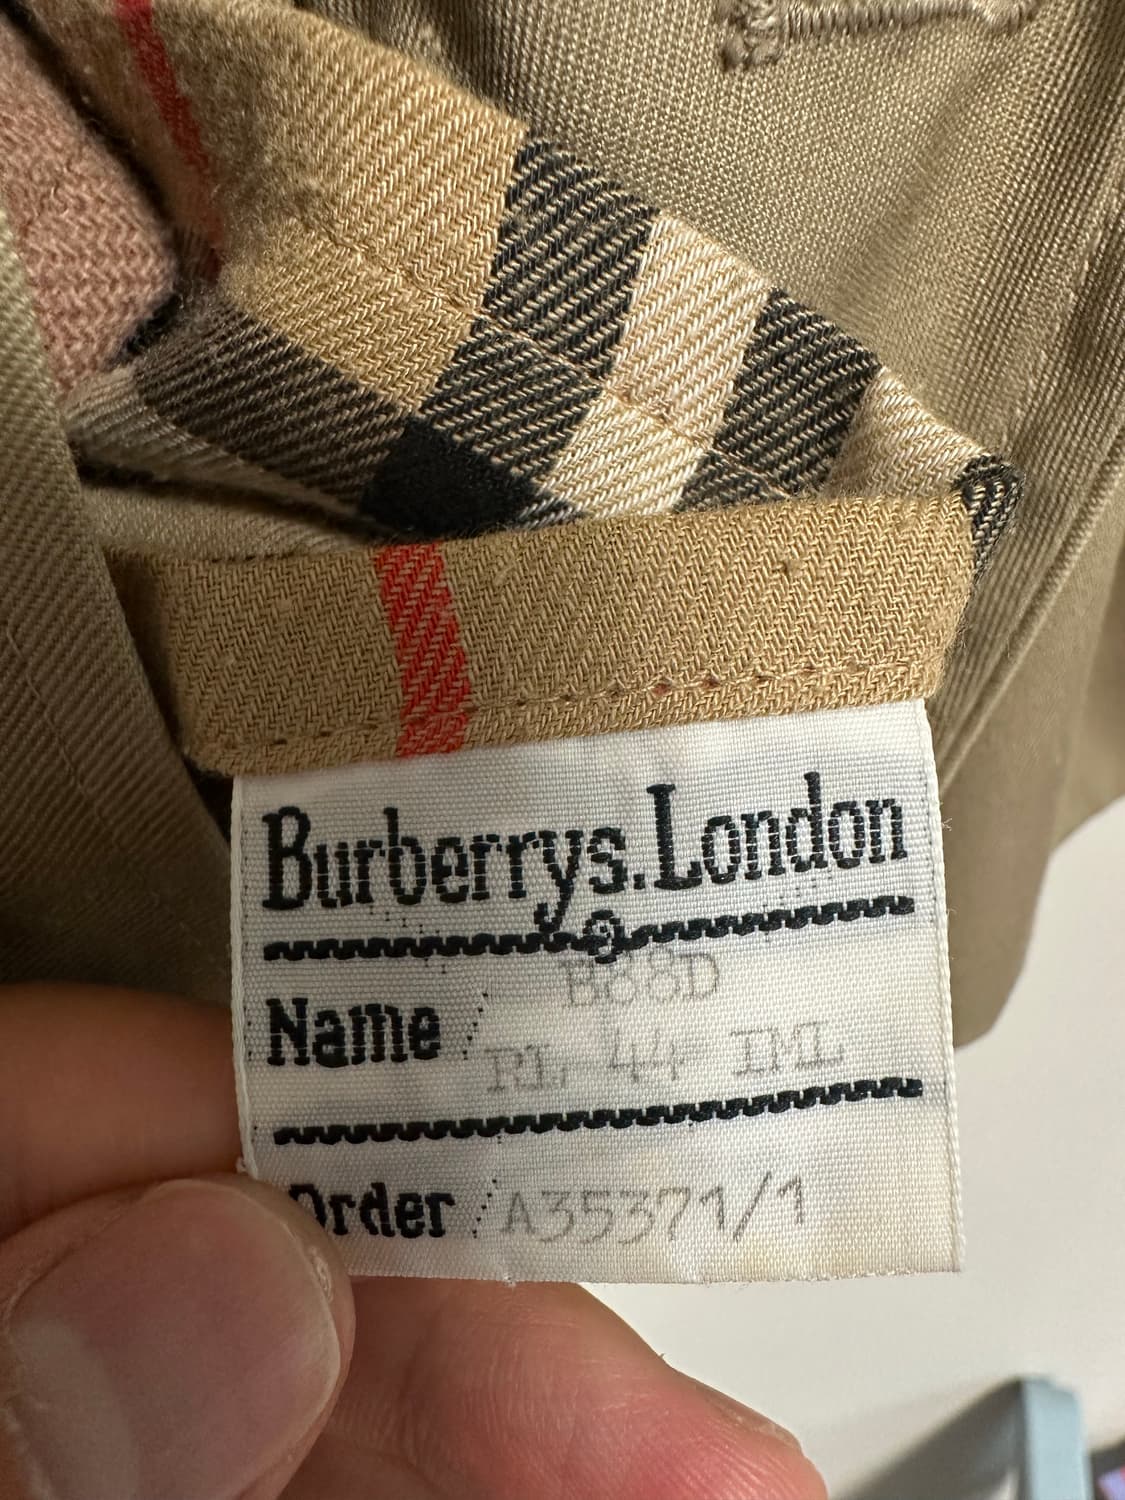 Burberrys.London
B88D
Name RL 44 IML
Order A35371/1